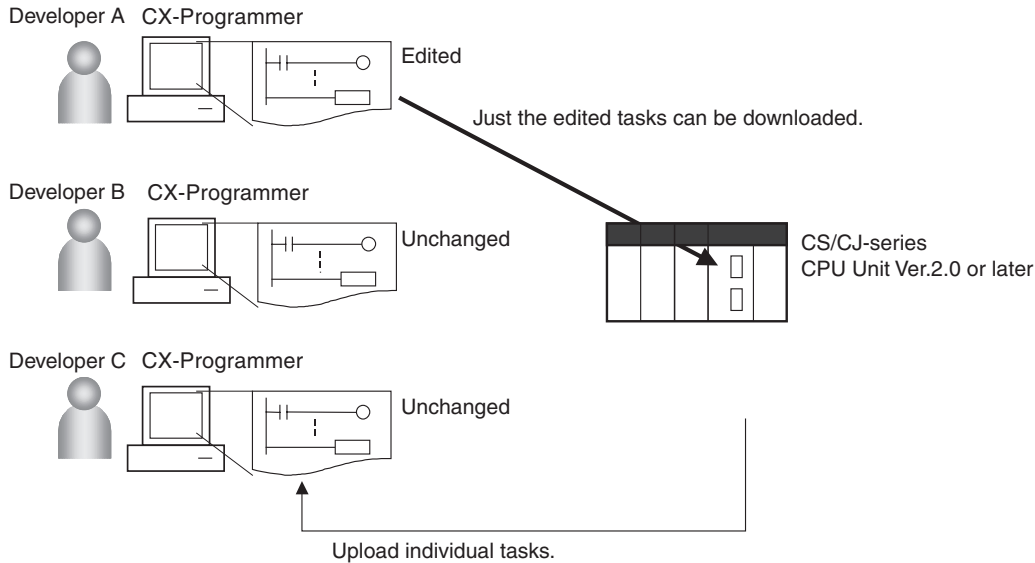 Developer A CX-Programmer
Edited
Just the edited tasks can be downloaded.
Developer B CX-Programmer
Unchanged
CS/CJ-series
CPU Unit Ver.2.0 or later
Developer C CX-Programmer
Unchanged
Upload individual tasks.